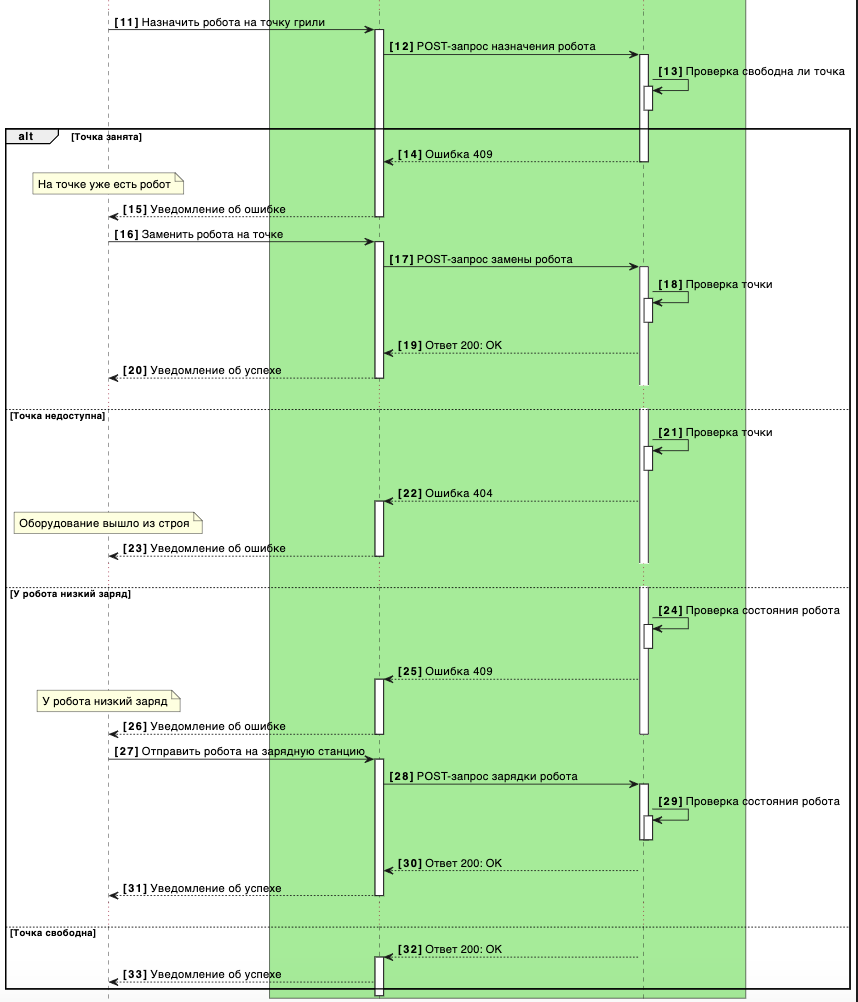 [11] Назначить робота на точку грили
[12] POST-запрос назначения робота
[13] Проверка свободна ли точка
alt [Точка занята]
[14] Ошибка 409
На точке уже есть робот
[15] Уведомление об ошибке
[16] Заменить робота на точке
[17] POST-запрос замены робота
[18] Проверка точки
[19] Ответ 200: OK
[20] Уведомление об успехе
[Точка недоступна]
[21] Проверка точки
[22] Ошибка 404
Оборудование вышло из строя
[23] Уведомление об ошибке
[У робота низкий заряд]
[24] Проверка состояния робота
[25] Ошибка 409
У робота низкий заряд
[26] Уведомление об ошибке
[27] Отправить робота на зарядную станцию
[28] POST-запрос зарядки робота
[29] Проверка состояния робота
[30] Ответ 200: OK
[31] Уведомление об успехе
[Точка свободна]
[32] Ответ 200: OK
[33] Уведомление об успехе